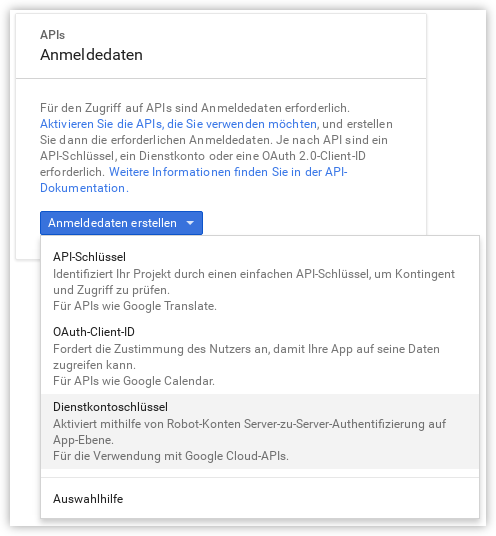 APIs
Anmeldedaten
Für den Zugriff auf APIs sind Anmeldedaten erforderlich.
Aktivieren Sie die APIs, die Sie verwenden möchten, und erstellen
Sie dann die erforderlichen Anmeldedaten. Je nach API sind ein
API-Schlüssel, ein Dienstkonto oder eine OAuth 2.0-Client-ID
erforderlich. Weitere Informationen finden Sie in der API-
Dokumentation.
Anmeldedaten erstellen
API-Schlüssel
Identifiziert Ihr Projekt durch einen einfachen API-Schlüssel, um Kontingent
und Zugriff zu prüfen.
Für APIs wie Google Translate.
OAuth-Client-ID
Fordert die Zustimmung des Nutzers an, damit Ihre App auf seine Daten
zugreifen kann.
Für APIs wie Google Calendar.
Dienstkontoschlüssel
Aktiviert mithilfe von Robot-Konten Server-zu-Server-Authentifizierung auf
App-Ebene.
Für die Verwendung mit Google Cloud-APIs.
Auswahlhilfe